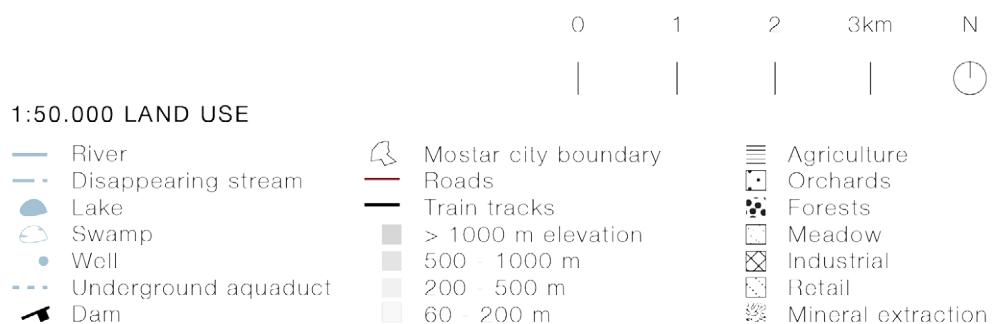 0 1 2 3km N
1:50.000 LAND USE
River Mostar city boundary Agriculture
Disappearing stream Roads Orchards
Lake Train tracks Forests
Swamp > 1000 m elevation Meadow
Well 500 - 1000 m Industrial
Underground aquaduct 200 - 500 m Retail
Dam 60 - 200 m Mineral extraction